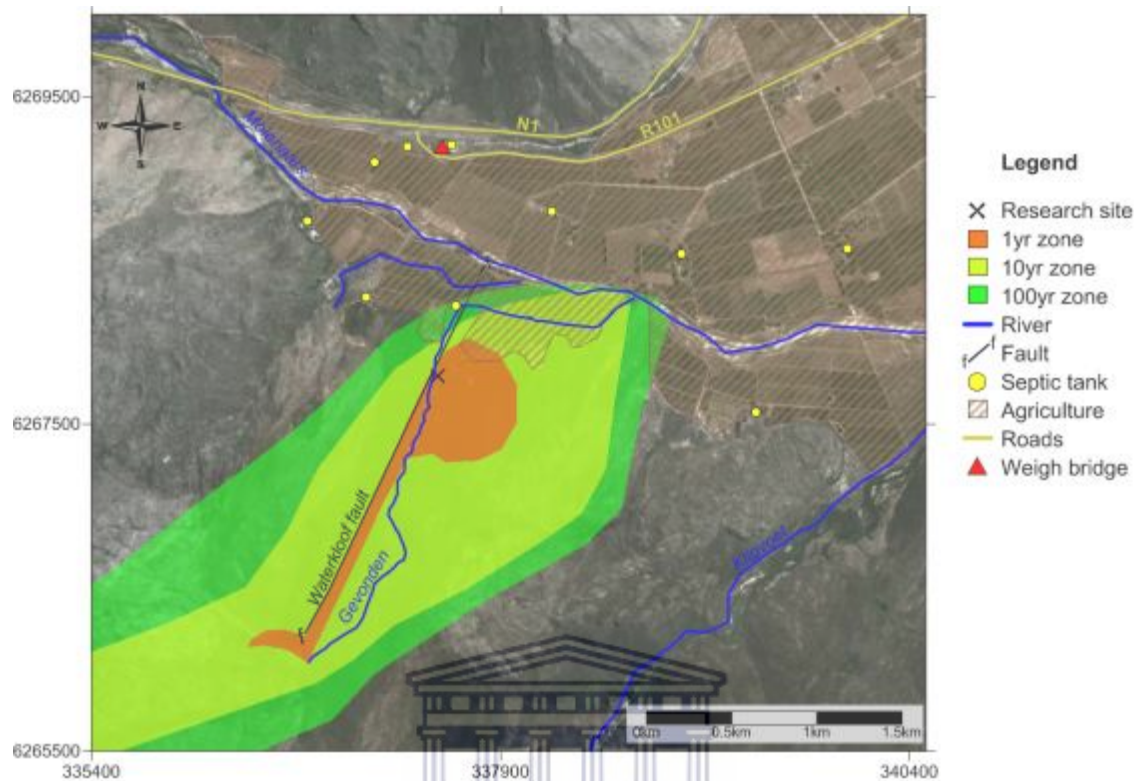 6269500
6267500
6265500
335400
337900
340400
N
W
E
S
N1
R101
Waterkloof fault
Gevonden
0km
0.5km
1km
1.5km
Legend
Research site
1yr zone
10yr zone
100yr zone
River
Fault
Septic tank
Agriculture
Roads
Weigh bridge
f
f
f